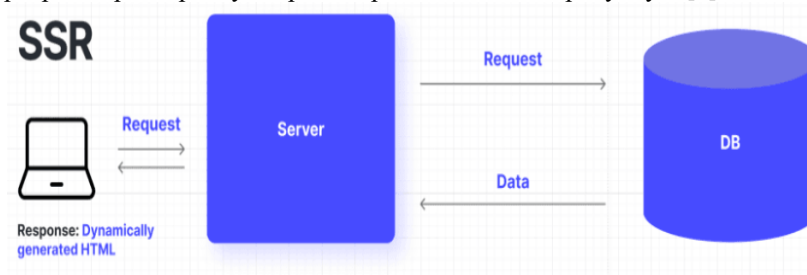 SSR
Request
Server
Request
DB
Data
Response: Dynamically
generated HTML